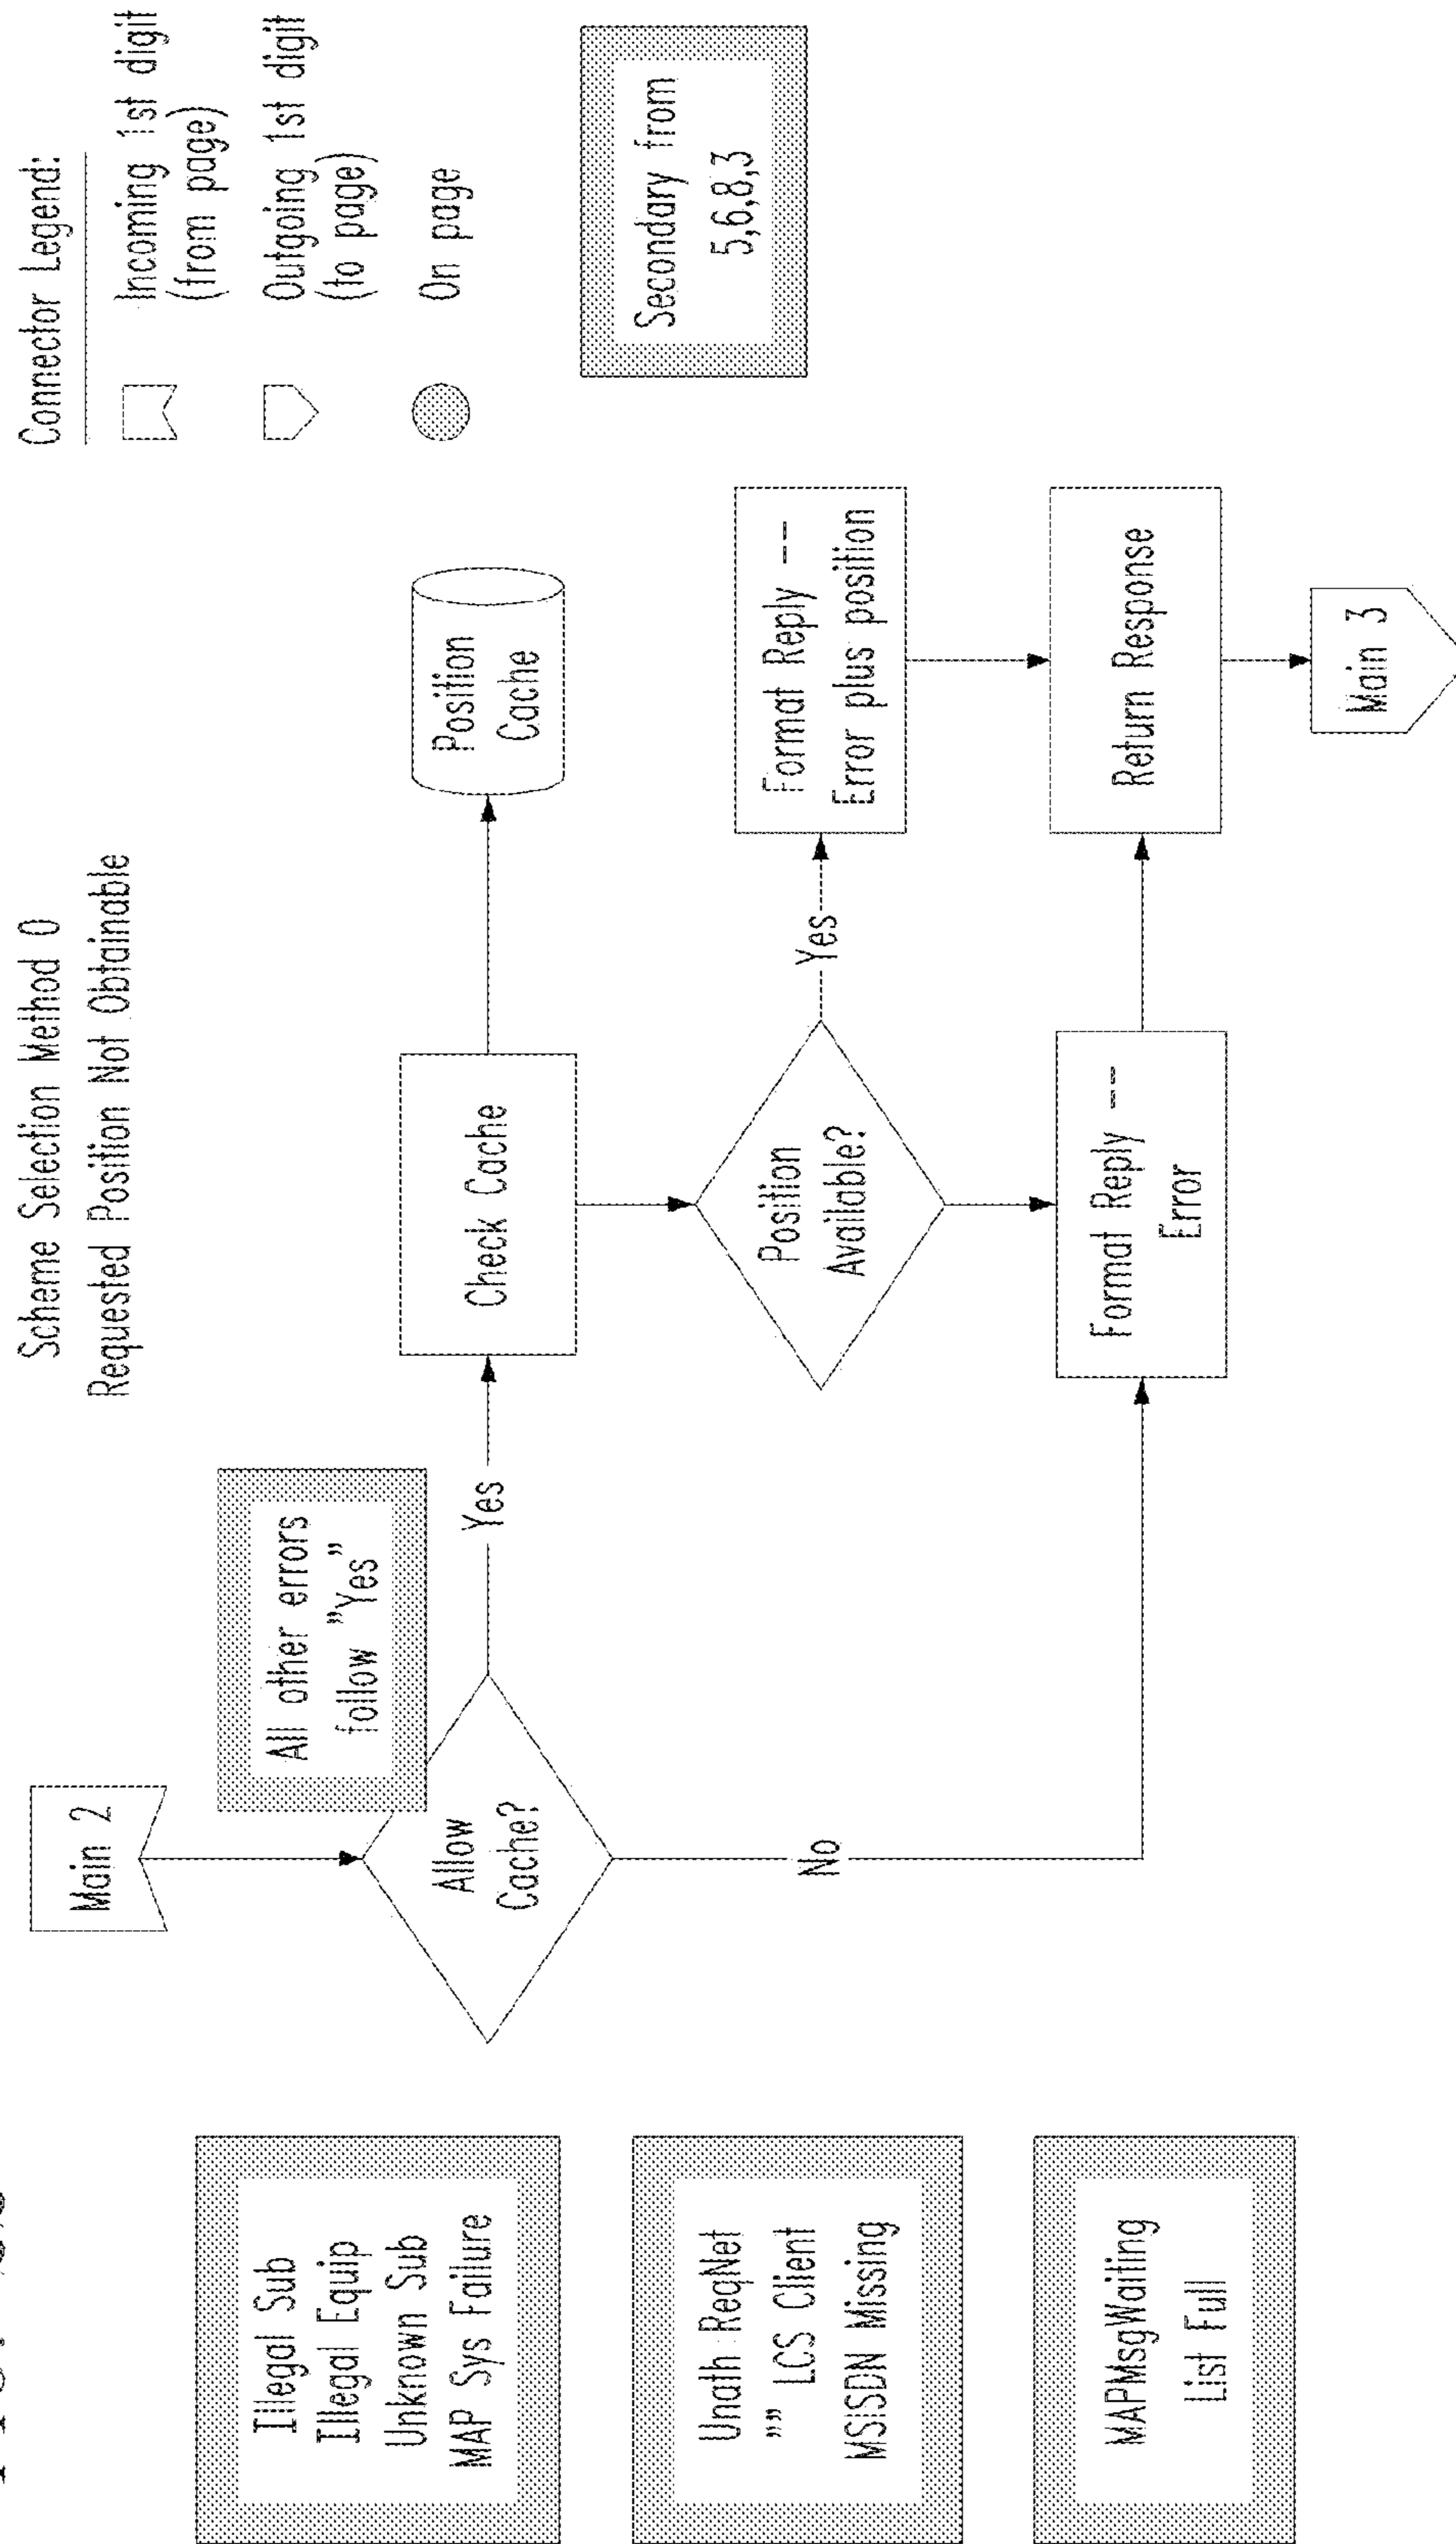 Scheme Selection Method 0
Requested Position Not Obtainable
Connector Legend:
Incoming 1st digit
(from page)
Outgoing 1st digit
(to page)
On page
Secondary from
5,6,8,3
Main 2
All other errors
follow "Yes"
Allow
Cache?
Yes
No
Check Cache
Position
Cache
Position
Available?
Yes
Format Reply --
Error plus position
Format Reply --
Error
Return Response
Main 3
Illegal Sub
Illegal Equip
Unknown Sub
MAP Sys Failure
Unath ReqNet
"" LCS Client
MSISDN Missing
MAPMsgWaiting
List Full